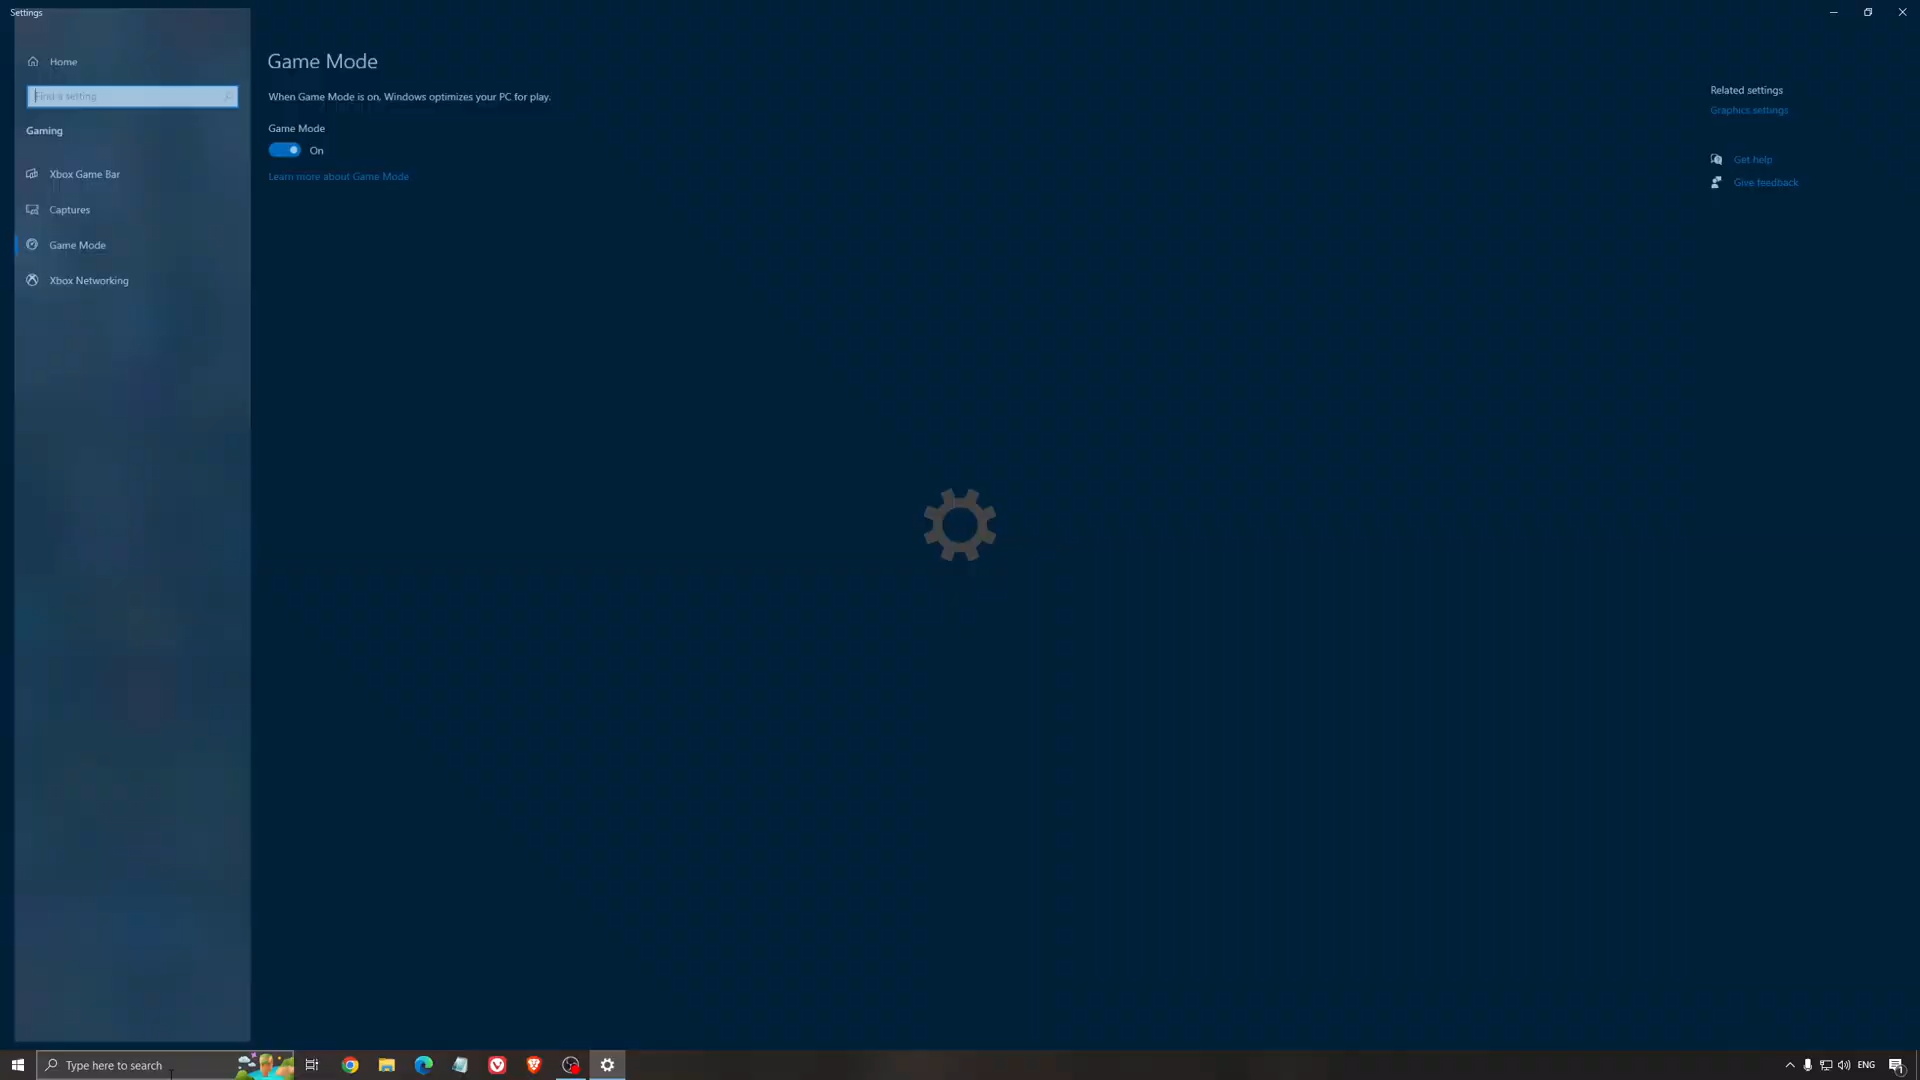 Settings
Home
Find a setting
Gaming
Xbox Game Bar
Captures
Game Mode
Xbox Networking
Game Mode
When Game Mode is on, Windows optimizes your PC for play.
Game Mode
On
Learn more about Game Mode
Related settings
Graphics settings
Get help
Give feedback
Type here to search
ENG
1